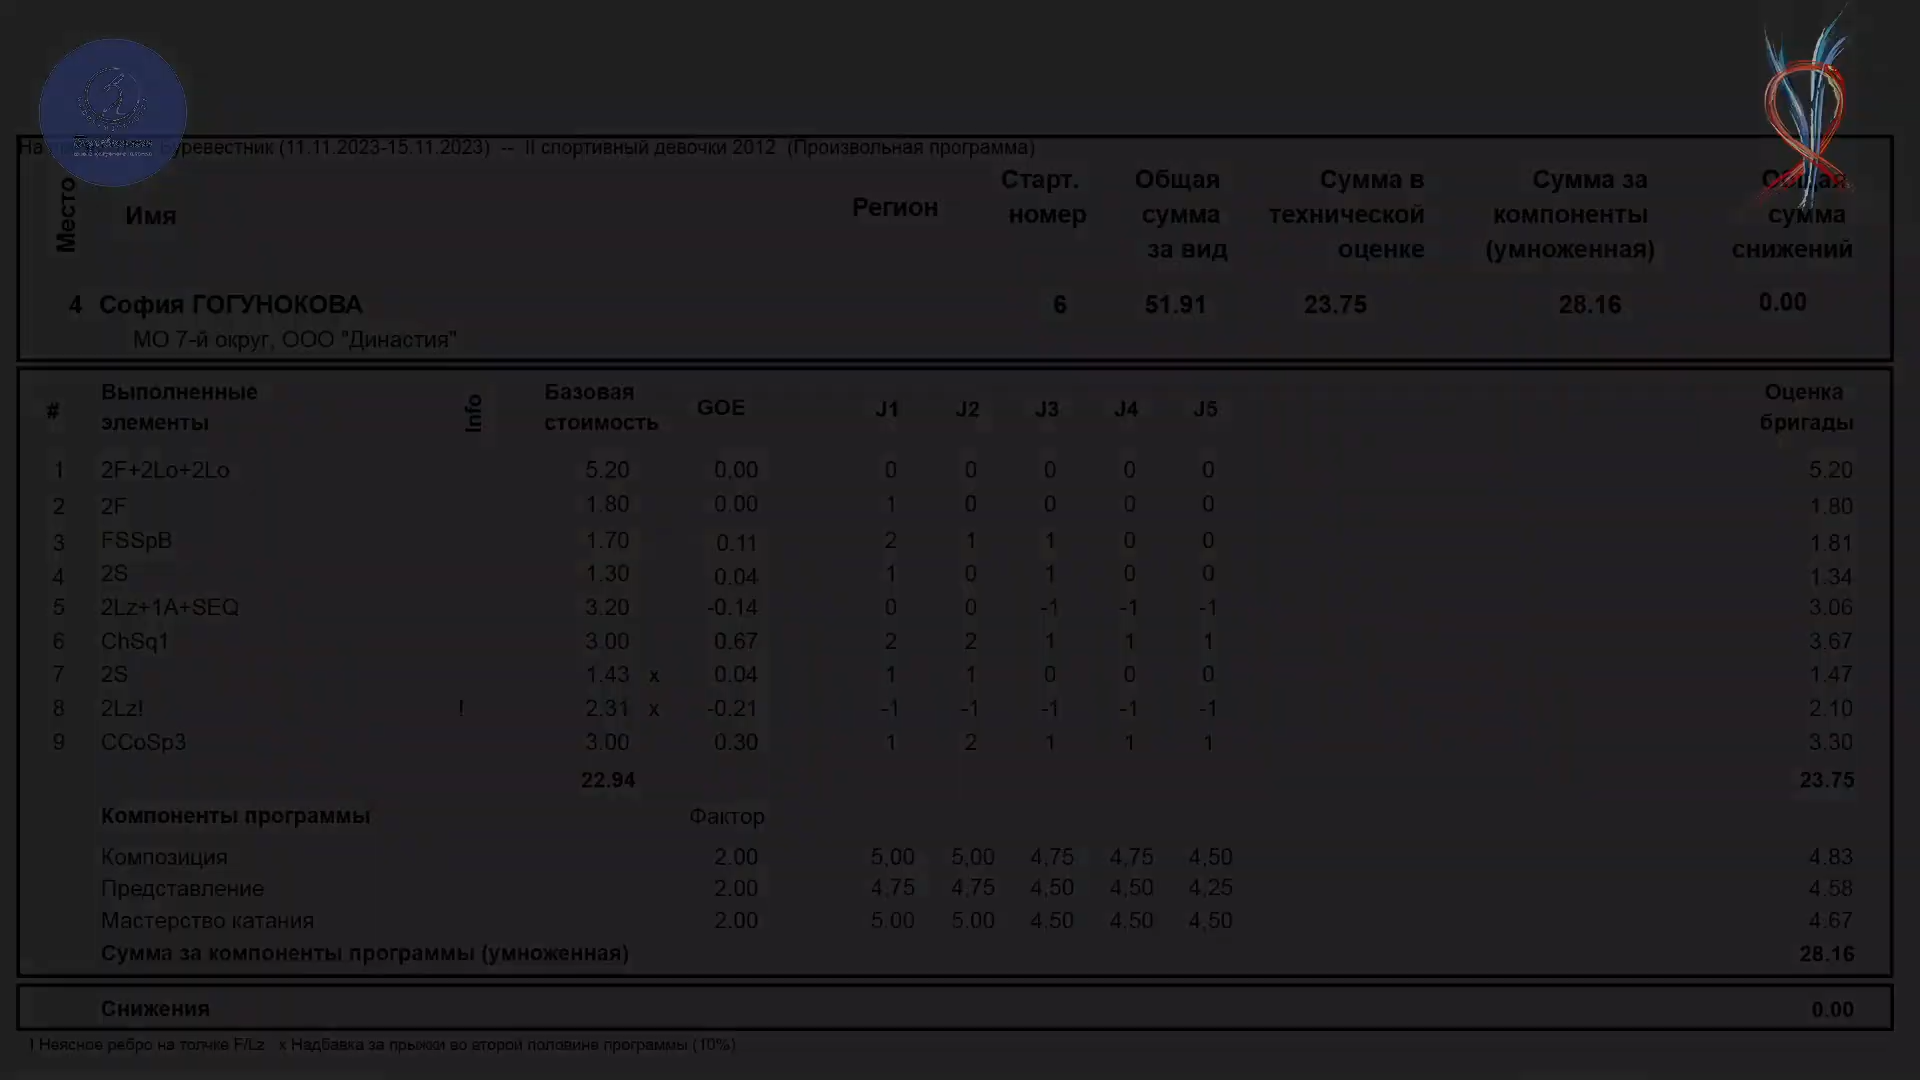 На Буревестник (11.11.2023-15.11.2023) -- II спортивный девочки 2012 (Произвольная программа)
Место Имя Регион Старт. номер Общая сумма за вид Сумма в технической оценке Сумма за компоненты (умноженная) Общая сумма снижений
4 София ГОГУНОКОВА 6 51.91 23.75 28.16 0.00
МО 7-й округ, ООО "Династия"
# Выполненные элементы Info Базовая стоимость GOE J1 J2 J3 J4 J5 Оценка бригады
1 2F+2Lo+2Lo 5.20 0.00 0 0 0 0 0 5.20
2 2F 1.80 0.00 1 0 0 0 0 1.80
3 FSSpB 1.70 0.11 2 1 1 0 0 1.81
4 2S 1.30 0.04 1 0 1 0 0 1.34
5 2Lz+1A+SEQ 3.20 -0.14 0 0 -1 -1 -1 3.06
6 ChSq1 3.00 0.67 2 2 1 1 1 3.67
7 2S 1.43 x 0.04 1 1 0 0 0 1.47
8 2Lz! ! 2.31 x -0.21 -1 -1 -1 -1 -1 2.10
9 CCoSp3 3.00 0.30 1 2 1 1 1 3.30
22.94 23.75
Компоненты программы Фактор
Композиция 2.00 5,00 5,00 4,75 4,75 4,50 4.83
Представление 2.00 4,75 4,75 4,50 4,50 4,25 4.58
Мастерство катания 2.00 5.00 5.00 4.50 4.50 4,50 4.67
Сумма за компоненты программы (умноженная) 28.16
Снижения 0.00
! Неясное ребро на толчке F/Lz x Надбавка за прыжки во второй половине программы (10%)